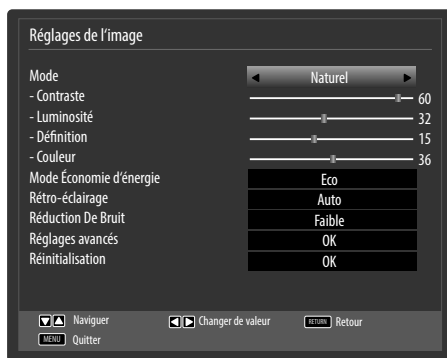 Réglages de l‘image
Mode Naturel
- Contraste 60
- Luminosité 32
- Définition 15
- Couleur 36
Mode Économie d‘énergie Eco
Rétro-éclairage Auto
Réduction De Bruit Faible
Réglages avancés OK
Réinitialisation OK
Naviguer Changer de valeur RETURN Retour
MENU Quitter